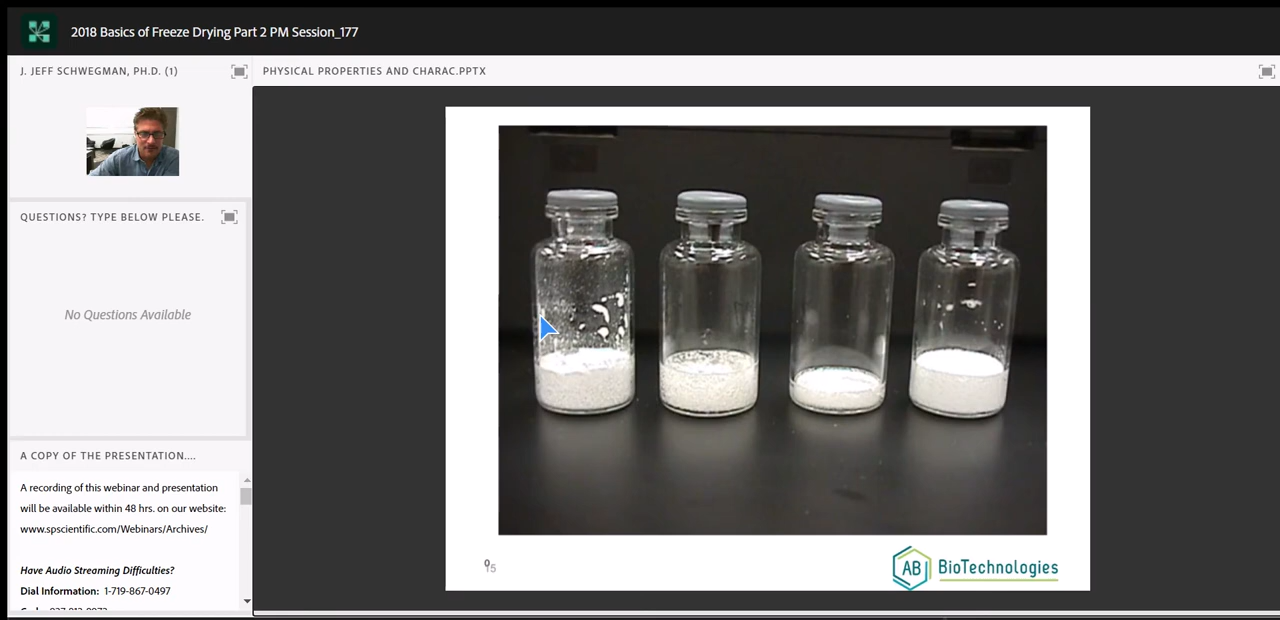 2018 Basics of Freeze Drying Part 2 PM Session_177
J. JEFF SCHWEGMAN, PH.D. (1)
PHYSICAL PROPERTIES AND CHARAC.PPTX
QUESTIONS? TYPE BELOW PLEASE.
No Questions Available
A COPY OF THE PRESENTATION....
A recording of this webinar and presentation
will be available within 48 hrs. on our website:
www.spscientific.com/Webinars/Archives/
Have Audio Streaming Difficulties?
Dial Information: 1-719-867-0497
AB BioTechnologies